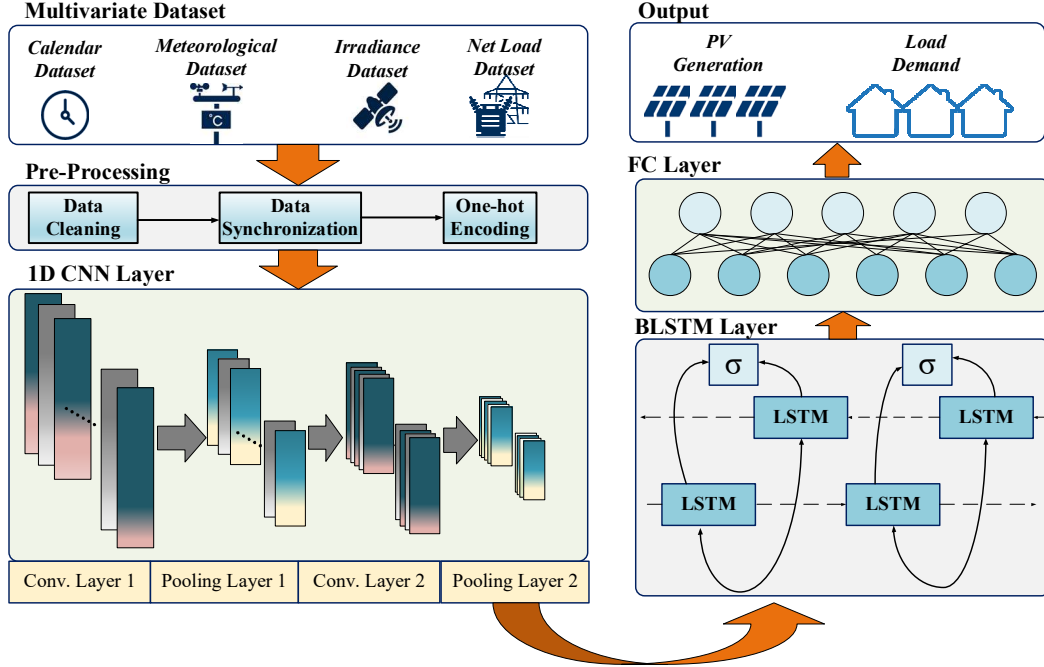 Multivariate Dataset
Calendar
Dataset
Meteorological
Dataset
°C
Irradiance
Dataset
Net Load
Dataset
Pre-Processing
Data
Cleaning
Data
Synchronization
One-hot
Encoding
1D CNN Layer
Conv. Layer 1
Pooling Layer 1
Conv. Layer 2
Pooling Layer 2
Output
PV
Generation
Load
Demand
FC Layer
BLSTM Layer
σ
σ
LSTM
LSTM
LSTM
LSTM